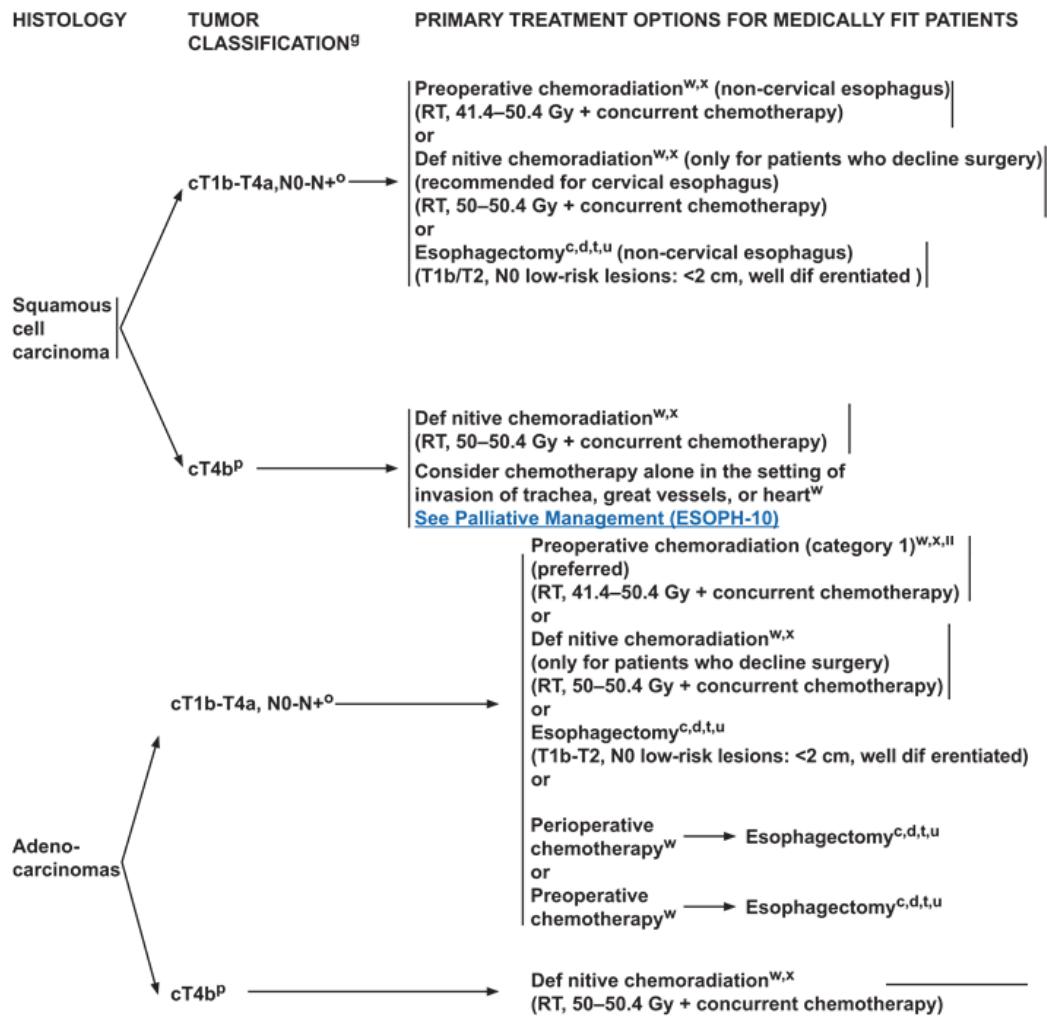 HISTOLOGY
TUMOR
CLASSIFICATIONg
PRIMARY TREATMENT OPTIONS FOR MEDICALLY FIT PATIENTS
Squamous
cell
carcinoma
cT1b-T4a,N0-N+o
Preoperative chemoradiationw,x (non-cervical esophagus)
(RT, 41.4–50.4 Gy + concurrent chemotherapy)
or
Def nitive chemoradiationw,x (only for patients who decline surgery)
(recommended for cervical esophagus)
(RT, 50–50.4 Gy + concurrent chemotherapy)
or
Esophagectomyc,d,t,u (non-cervical esophagus)
(T1b/T2, N0 low-risk lesions: <2 cm, well dif erentiated )
cT4bp
Def nitive chemoradiationw,x
(RT, 50–50.4 Gy + concurrent chemotherapy)
Consider chemotherapy alone in the setting of
invasion of trachea, great vessels, or heartw
See Palliative Management (ESOPH-10)
Adeno-
carcinomas
cT1b-T4a, N0-N+o
Preoperative chemoradiation (category 1)w,x,ll
(preferred)
(RT, 41.4–50.4 Gy + concurrent chemotherapy)
or
Def nitive chemoradiationw,x
(only for patients who decline surgery)
(RT, 50–50.4 Gy + concurrent chemotherapy)
or
Esophagectomyc,d,t,u
(T1b-T2, N0 low-risk lesions: <2 cm, well dif erentiated)
or
Perioperative
chemotherapyw
Esophagectomyc,d,t,u
or
Preoperative
chemotherapyw
Esophagectomyc,d,t,u
cT4bp
Def nitive chemoradiationw,x
(RT, 50–50.4 Gy + concurrent chemotherapy)